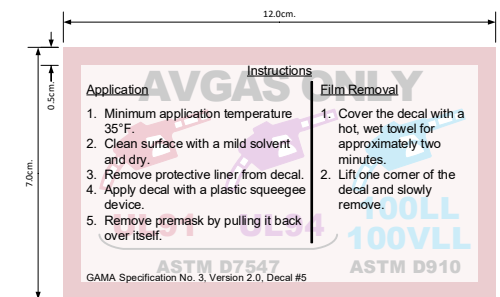 12.0cm.
0.5cm.
7.0cm.
AVGAS ONLY
Instructions
Application
1. Minimum application temperature
35°F.
2. Clean surface with a mild solvent
and dry.
3. Remove protective liner from decal.
4. Apply decal with a plastic squeegee
device.
5. Remove premask by pulling it back
over itself.
Film Removal
1. Cover the decal with a
hot, wet towel for
approximately two
minutes.
2. Lift one corner of the
decal and slowly
remove.
UL91 UL94
100LL
100VLL
ASTM D7547 ASTM D910
GAMA Specification No. 3, Version 2.0, Decal #5